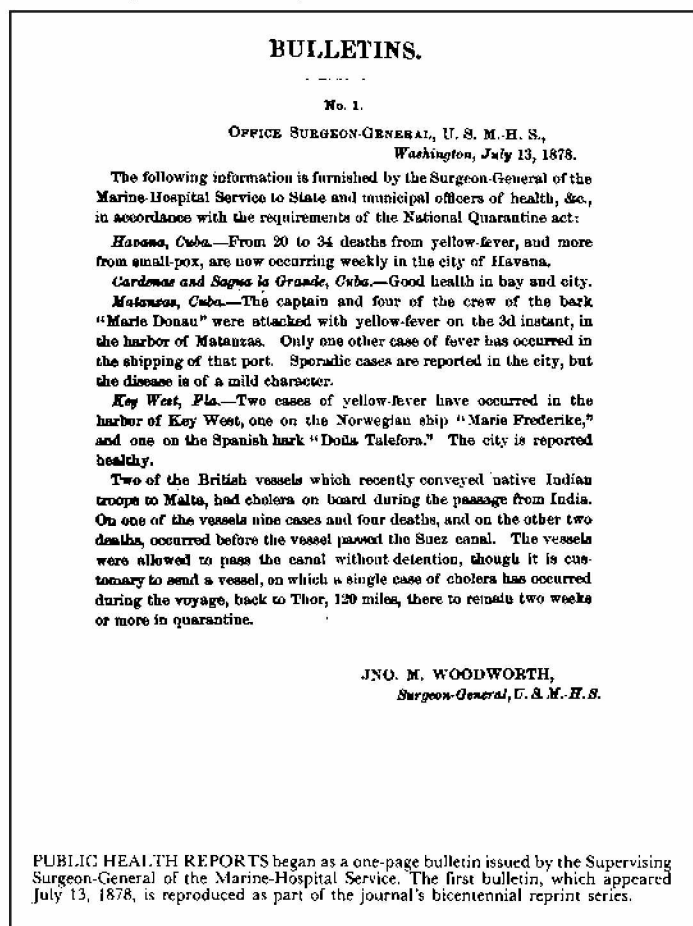 BULLETINS.
No. 1.
OFFICE SURGEON-GENERAL, U. S. M.-H. S.,
Washington, July 13, 1878.
The following information is furnished by the Surgeon-General of the
Marine-Hospital Service to State and municipal officers of health, &c.,
in accordance with the requirements of the National Quarantine act:
Havana, Cuba.—From 20 to 34 deaths from yellow-fever, and more
from small-pox, are now occurring weekly in the city of Havana.
Cardenas and Sagua la Grande, Cuba.—Good health in bay and city.
Matanzas, Cuba.—The captain and four of the crew of the bark
"Marie Donau" were attacked with yellow-fever on the 3d instant, in
the harbor of Matanzas. Only one other case of fever has occurred in
the shipping of that port. Sporadic cases are reported in the city, but
the disease is of a mild character.
Key West, Fla.—Two cases of yellow-fever have occurred in the
harbor of Key West, one on the Norwegian ship "Marie Frederike,"
and one on the Spanish bark "Doña Talefora." The city is reported
healthy.
Two of the British vessels which recently conveyed native Indian
troops to Malta, had cholera on board during the passage from India.
On one of the vessels nine cases and four deaths, and on the other two
deaths, occurred before the vessel passed the Suez canal. The vessels
were allowed to pass the canal without detention, though it is cus-
tomary to send a vessel, on which a single case of cholera has occurred
during the voyage, back to Thor, 120 miles, there to remain two weeks
or more in quarantine.
JNO. M. WOODWORTH,
Surgeon-General, U. S. M.-H. S.
PUBLIC HEALTH REPORTS began as a one-page bulletin issued by the Supervising
Surgeon-General of the Marine-Hospital Service. The first bulletin, which appeared
July 13, 1878, is reproduced as part of the journal's bicentennial reprint series.